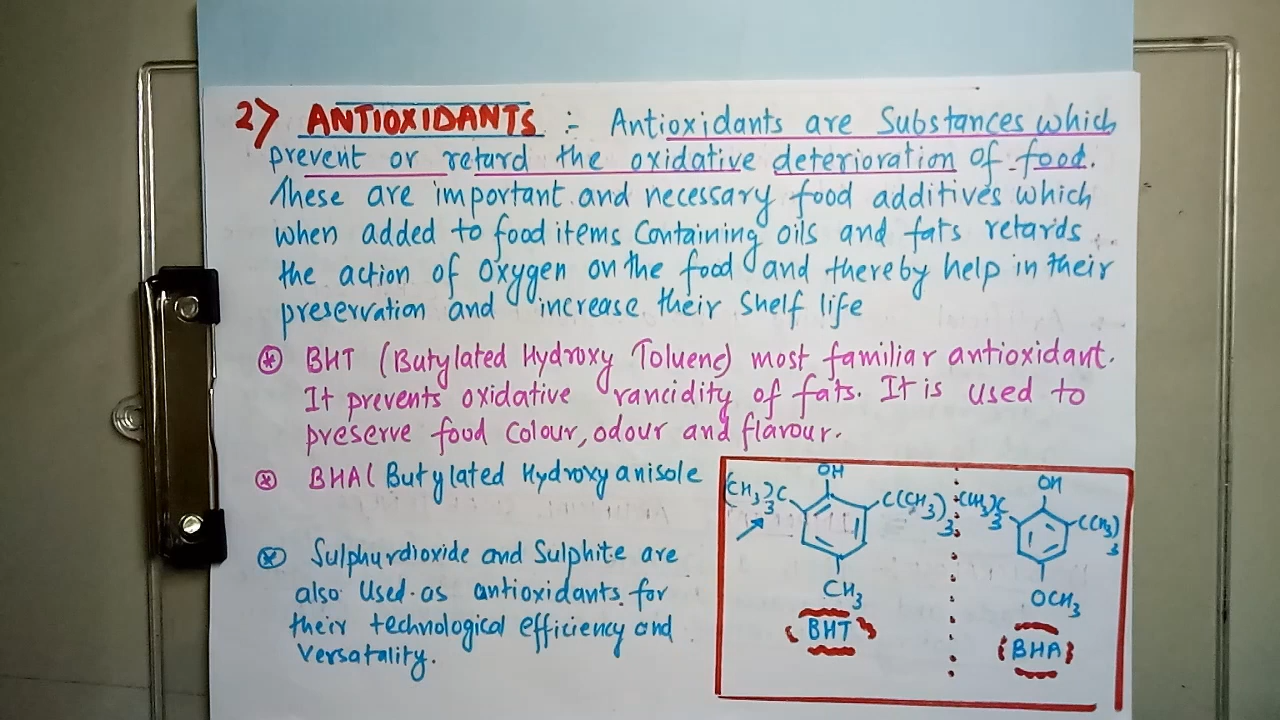 2) ANTIOXIDANTS :- Antioxidants are Substances which
prevent or retard the oxidative deterioration of food.
These are important and necessary food additives which
when added to food items Containing oils and fats retards
the action of Oxygen on the food and thereby help in their
preservation and increase their Shelf life
* BHT (Butylated Hydroxy Toluene) most familiar antioxidant.
It prevents oxidative rancidity of fats. It is used to
preserve food Colour, odour and flavour.
* BHA( Butylated Hydroxy anisole
* Sulphurdioxide and Sulphite are
also Used as antioxidants for
their technological efficiency and
Versatality.
OH
(CH3)3C C(CH3)3
CH3
BHT
OH
(CH3)3C C(CH3)3
OCH3
(BHA)